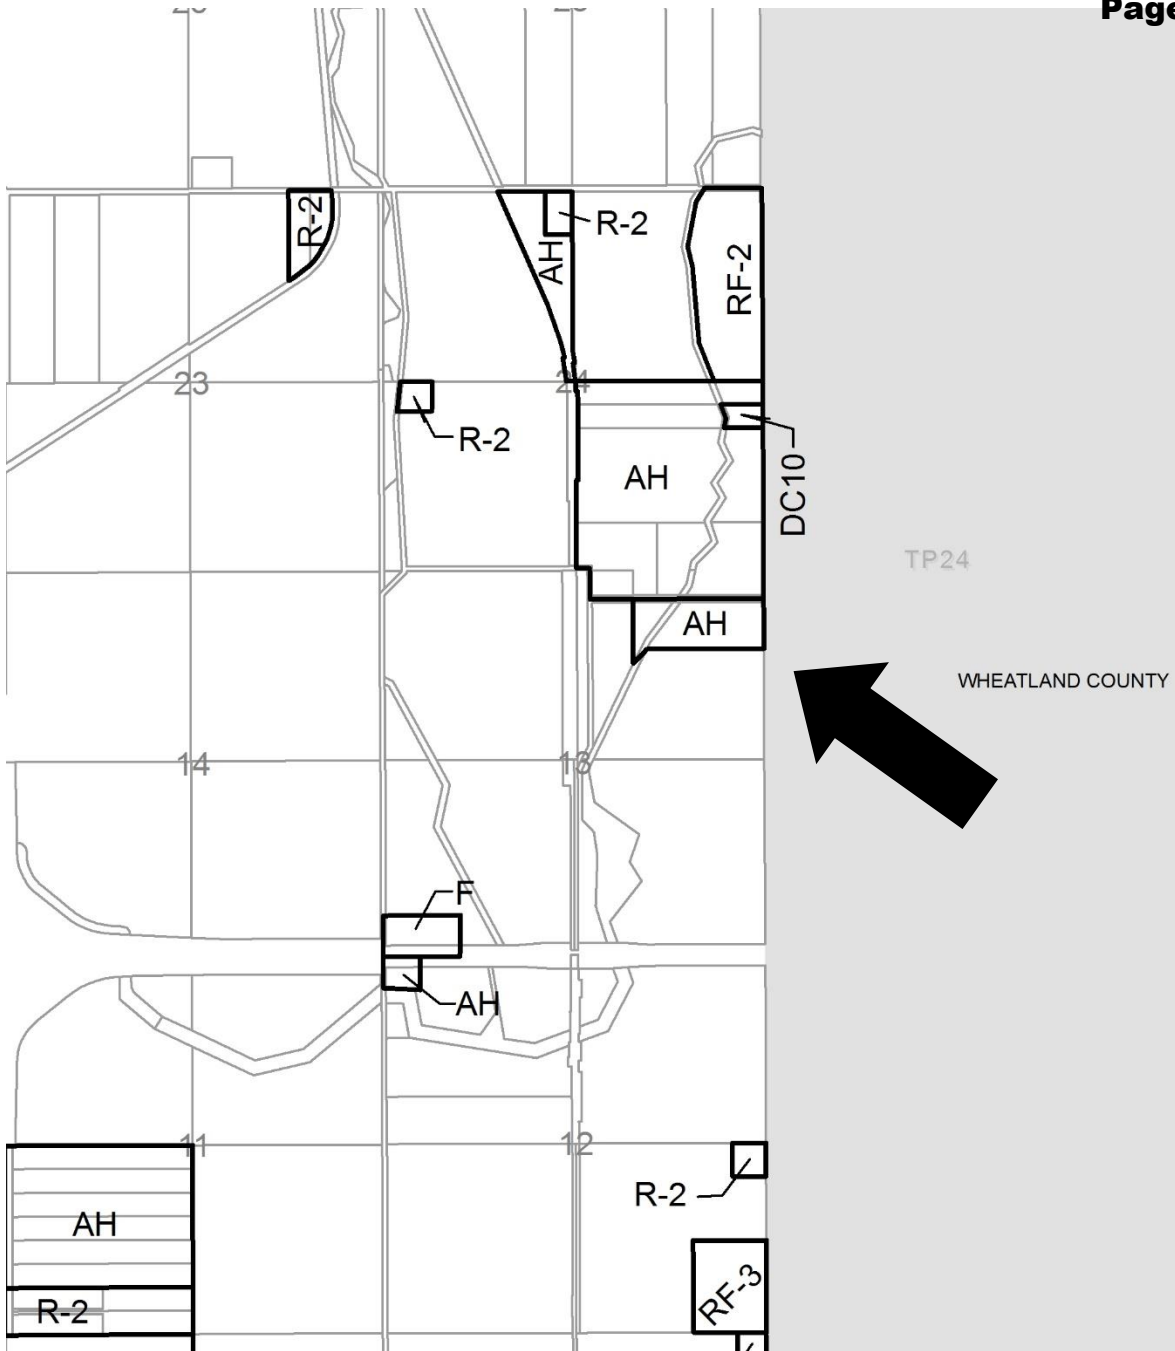 Page
R-2
R-2
AH
RF-2
23
24
R-2
AH
DC10
TP24
AH
WHEATLAND COUNTY
14
13
F
AH
11
12
R-2
AH
RF-3
R-2